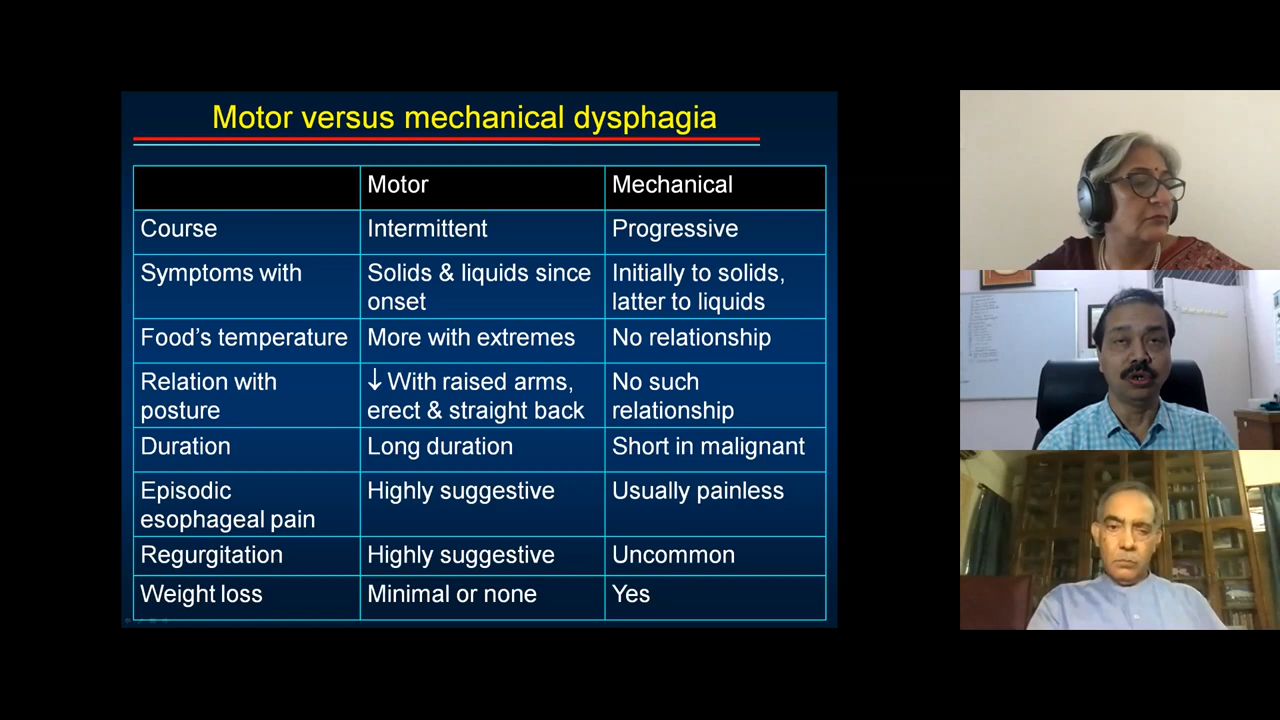 Motor versus mechanical dysphagia
Motor
Mechanical
Course
Intermittent
Progressive
Symptoms with
Solids & liquids since
onset
Initially to solids,
latter to liquids
Food’s temperature
More with extremes
No relationship
Relation with
posture
↓ With raised arms,
erect & straight back
No such
relationship
Duration
Long duration
Short in malignant
Episodic
esophageal pain
Highly suggestive
Usually painless
Regurgitation
Highly suggestive
Uncommon
Weight loss
Minimal or none
Yes